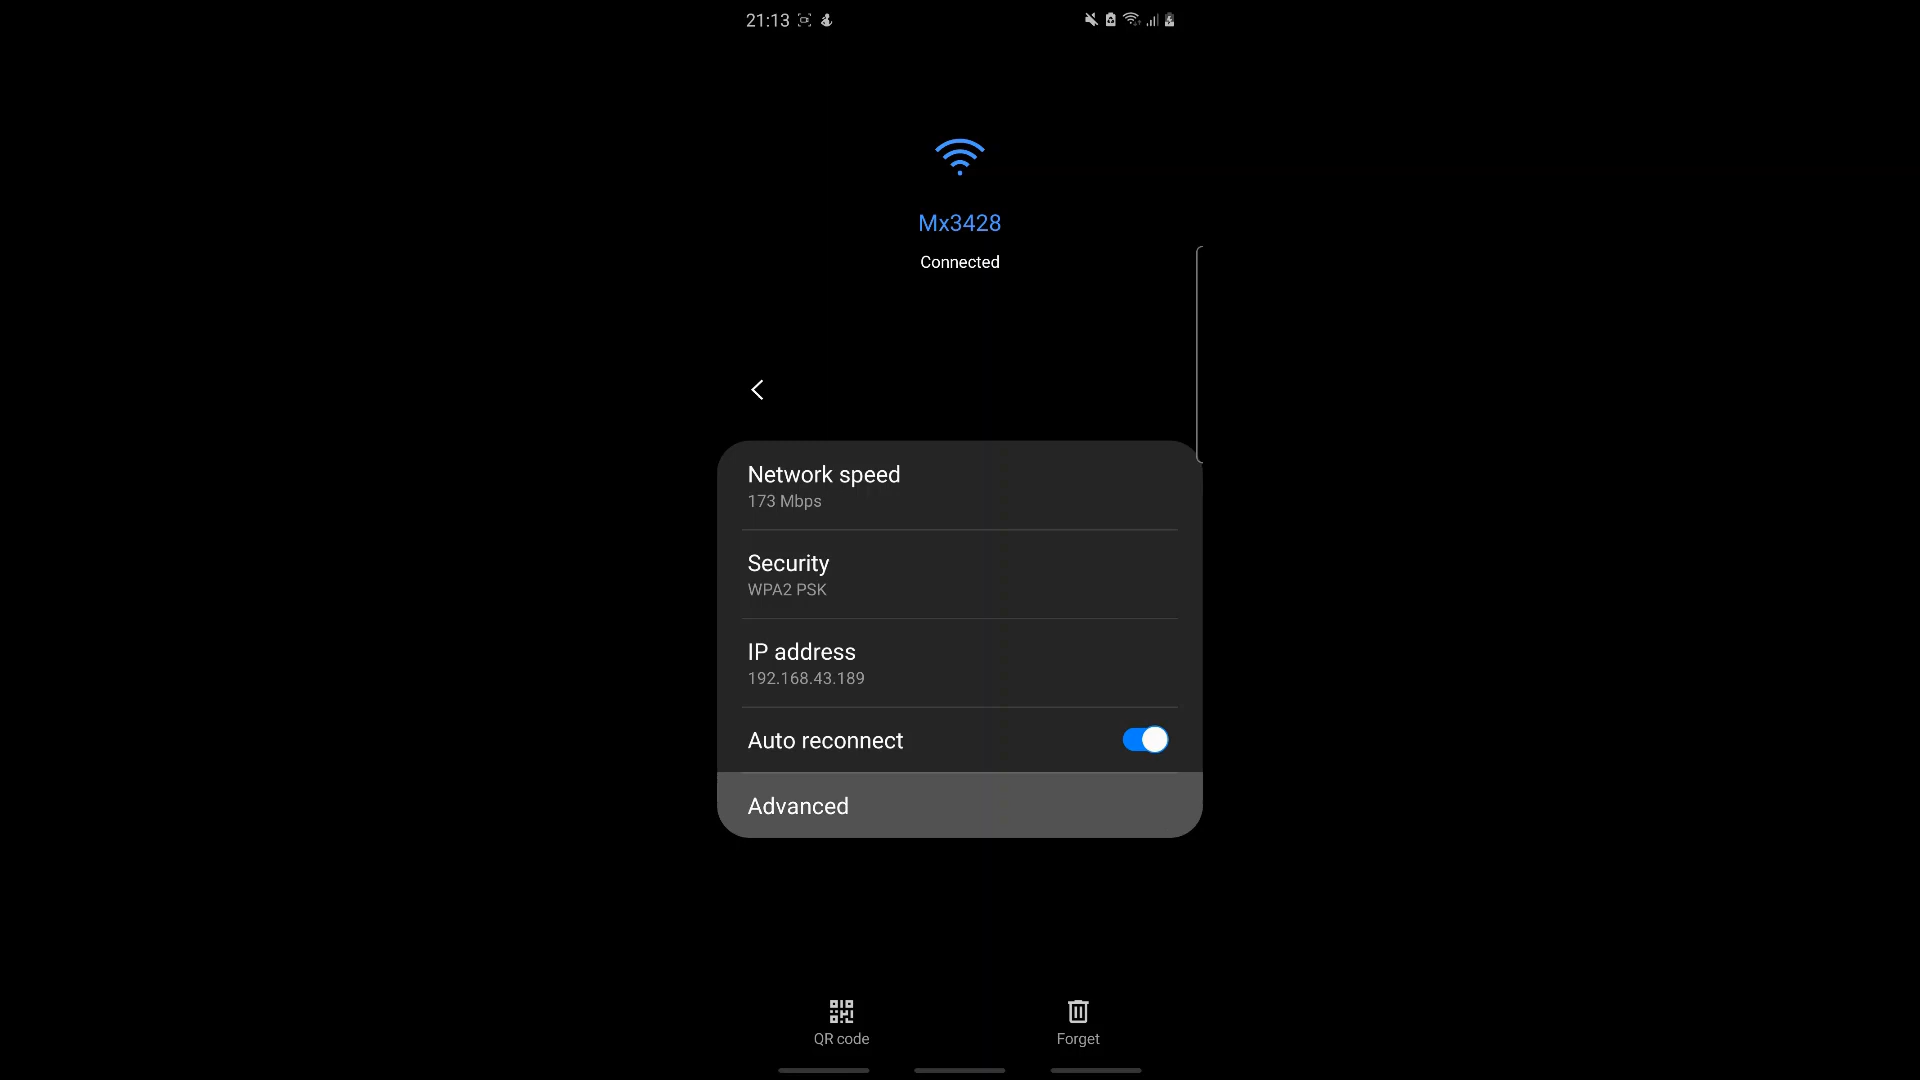 21:13
Mx3428
Connected
Network speed
173 Mbps
Security
WPA2 PSK
IP address
192.168.43.189
Auto reconnect
Advanced
QR code
Forget